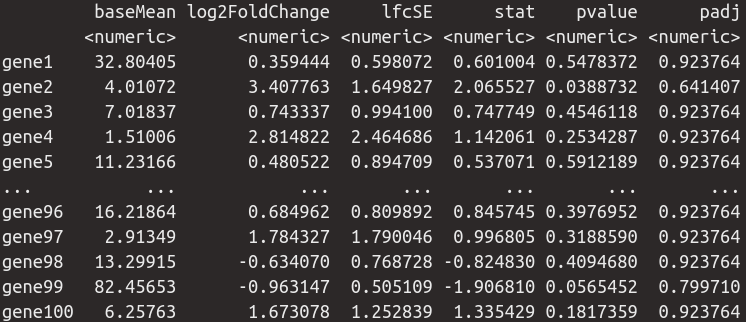 baseMean log2FoldChange lfcSE stat pvalue padj
<numeric> <numeric> <numeric> <numeric> <numeric> <numeric>
gene1 32.80405 0.359444 0.598072 0.601004 0.5478372 0.923764
gene2 4.01072 3.407763 1.649827 2.065527 0.0388732 0.641407
gene3 7.01837 0.743337 0.994100 0.747749 0.4546118 0.923764
gene4 1.51006 2.814822 2.464686 1.142061 0.2534287 0.923764
gene5 11.23166 0.480522 0.894709 0.537071 0.5912189 0.923764
... ... ... ... ... ... ...
gene96 16.21864 0.684962 0.809892 0.845745 0.3976952 0.923764
gene97 2.91349 1.784327 1.790046 0.996805 0.3188590 0.923764
gene98 13.29915 -0.634070 0.768728 -0.824830 0.4094680 0.923764
gene99 82.45653 -0.963147 0.505109 -1.906810 0.0565452 0.799710
gene100 6.25763 1.673078 1.252839 1.335429 0.1817359 0.923764